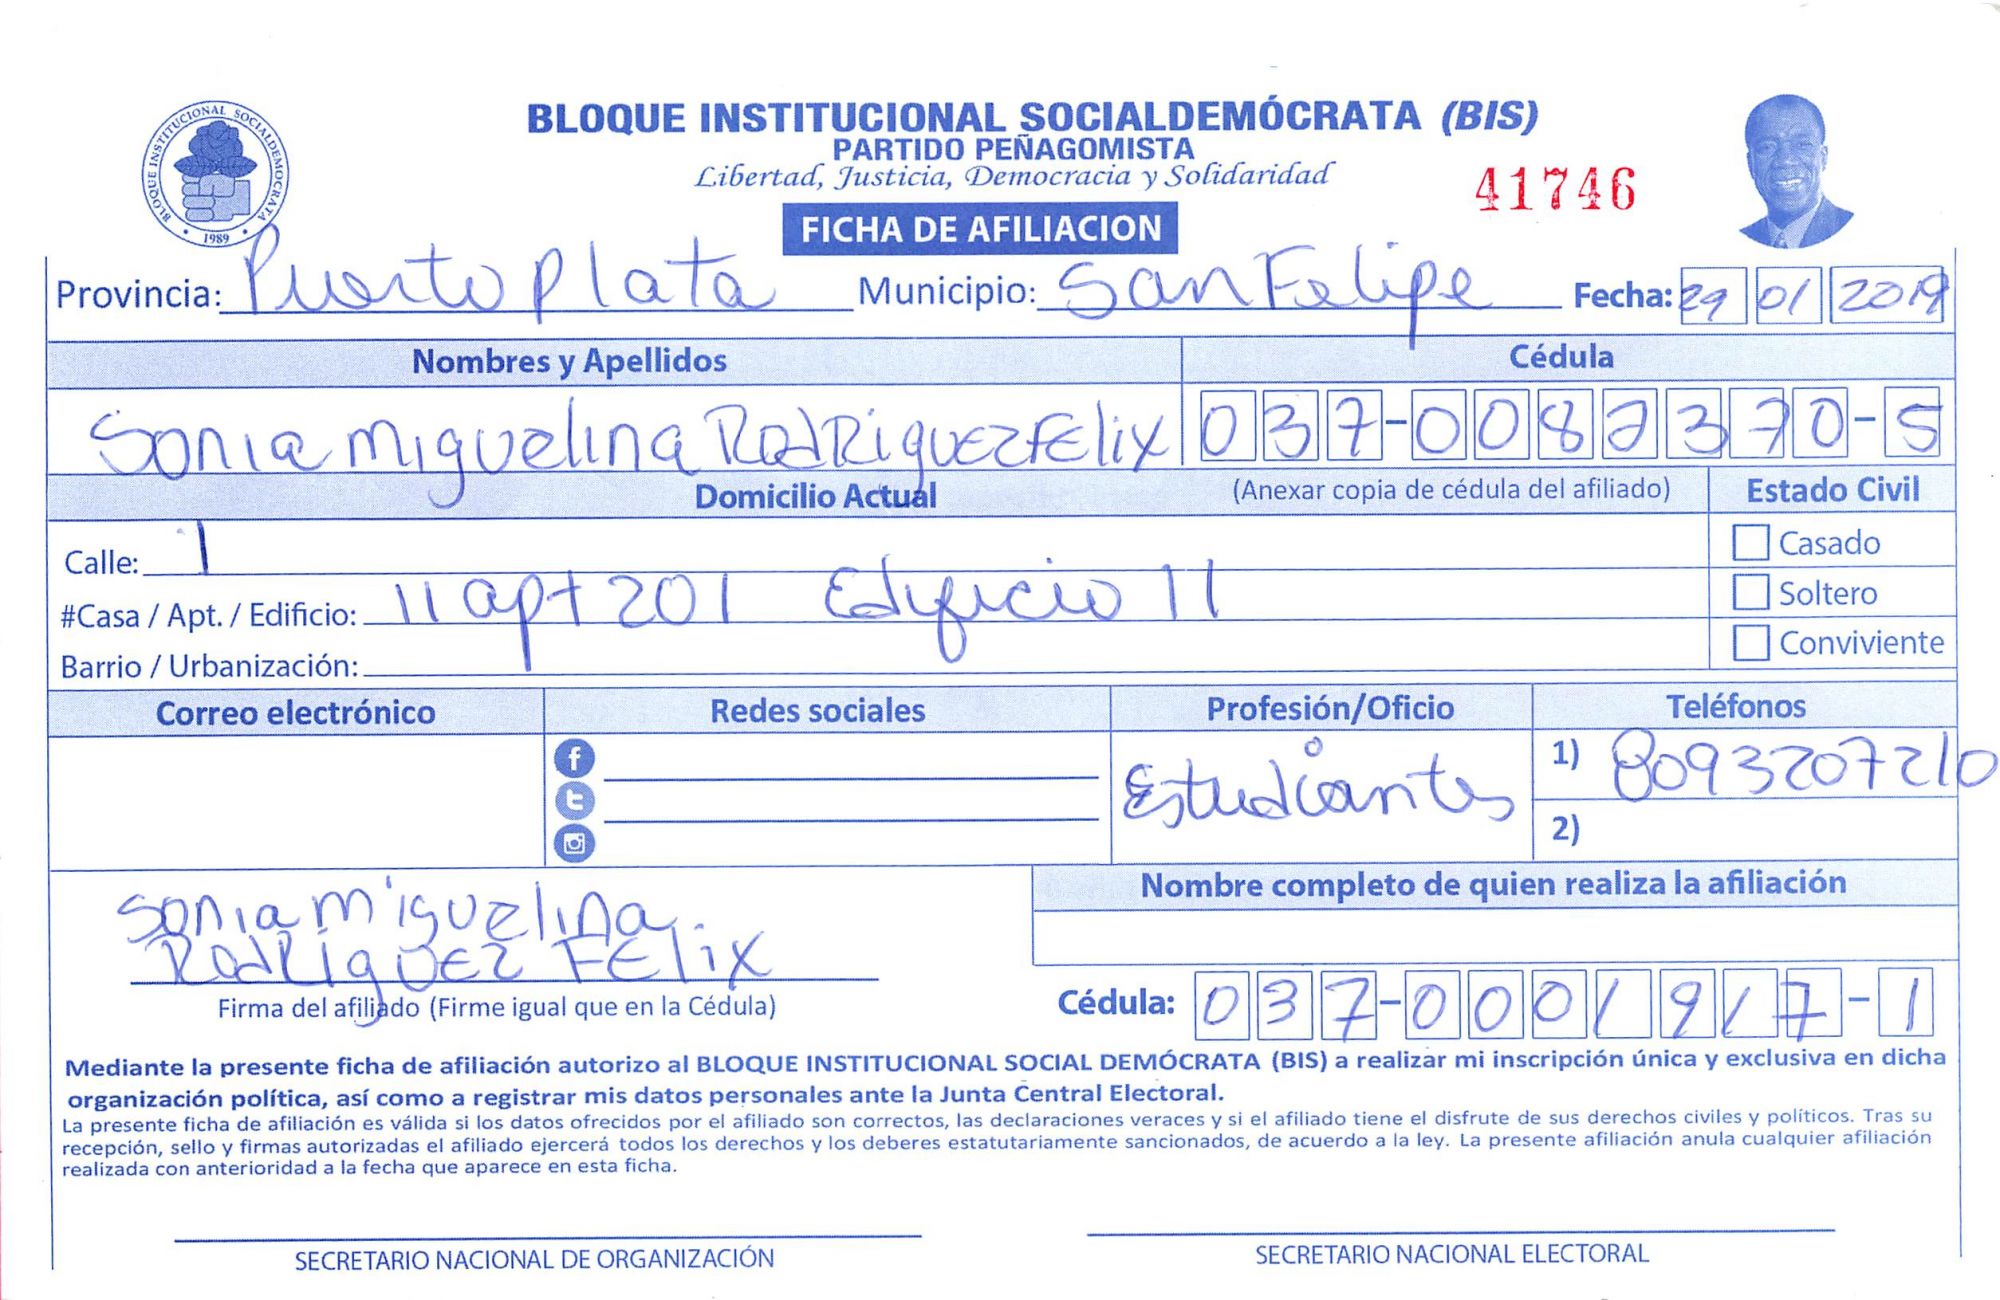 BLOQUE INSTITUCIONAL SOCIALDEMOCRATA
1989
BLOQUE INSTITUCIONAL SOCIALDEMÓCRATA (BIS)
PARTIDO PEÑAGOMISTA
Libertad, Justicia, Democracia y Solidaridad
41746
FICHA DE AFILIACION
Provincia: Puerto Plata Municipio: San Felipe Fecha: 29 01 2019
Nombres y Apellidos Cédula
Sonia Miguelina Rodriguez Felix 037-0082370-5
Domicilio Actual (Anexar copia de cédula del afiliado) Estado Civil
Calle: 1 Casado
#Casa / Apt. / Edificio: 11 apt 201 Edificio 11 Soltero
Barrio / Urbanización: Conviviente
Correo electrónico Redes sociales Profesión/Oficio Teléfonos
Estudiantes 1) 8093207210
2)
Nombre completo de quien realiza la afiliación
Sonia Miguelina
Rodríguez Felix
Firma del afiliado (Firme igual que en la Cédula) Cédula: 037-0001917-1
Mediante la presente ficha de afiliación autorizo al BLOQUE INSTITUCIONAL SOCIAL DEMÓCRATA (BIS) a realizar mi inscripción única y exclusiva en dicha
organización política, así como a registrar mis datos personales ante la Junta Central Electoral.
La presente ficha de afiliación es válida si los datos ofrecidos por el afiliado son correctos, las declaraciones veraces y si el afiliado tiene el disfrute de sus derechos civiles y políticos. Tras su
recepción, sello y firmas autorizadas el afiliado ejercerá todos los derechos y los deberes estatutariamente sancionados, de acuerdo a la ley. La presente afiliación anula cualquier afiliación
realizada con anterioridad a la fecha que aparece en esta ficha.
SECRETARIO NACIONAL DE ORGANIZACIÓN SECRETARIO NACIONAL ELECTORAL